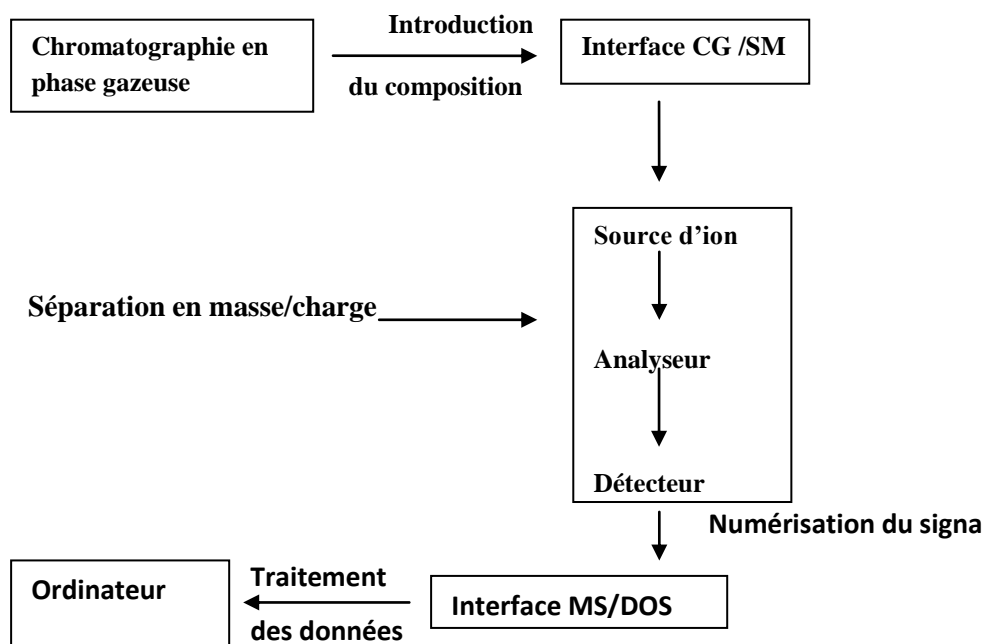 Chromatographie en
phase gazeuse
Introduction
du composition
Interface CG /SM
Source d’ion
Séparation en masse/charge
Analyseur
Détecteur
Numérisation du signa
Interface MS/DOS
Traitement
des données
Ordinateur